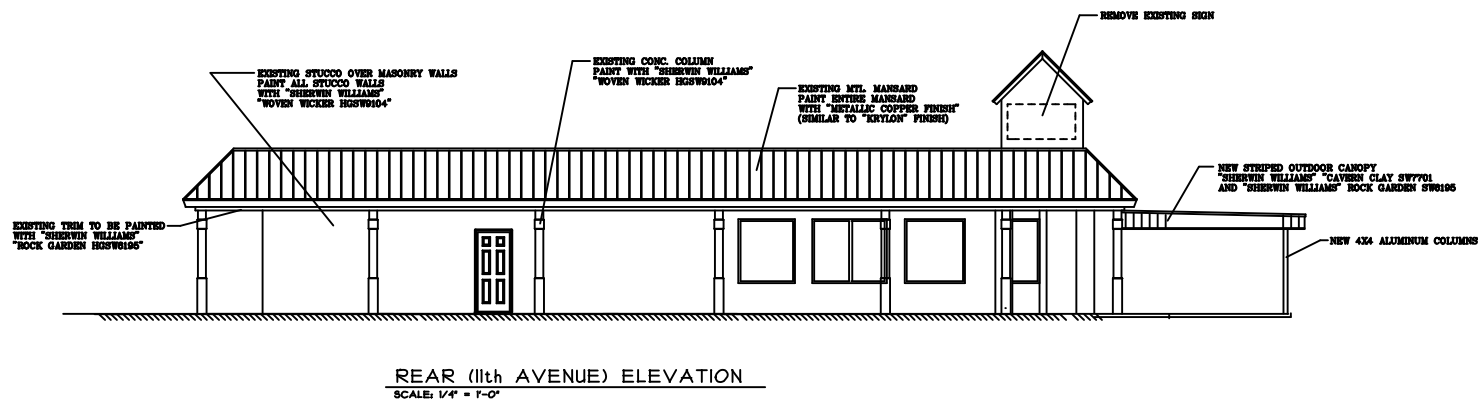 REMOVE EXISTING SIGN
EXISTING STUCCO OVER MASONRY WALLS
PAINT ALL STUCCO WALLS
WITH "SHERWIN WILLIAMS"
"WOVEN WICKER HGSW9104"
EXISTING CONC. COLUMN
PAINT WITH "SHERWIN WILLIAMS"
"WOVEN WICKER HGSW9104"
EXISTING MTL. MANSARD
PAINT ENTIRE MANSARD
WITH "METALLIC COPPER FINISH"
(SIMILAR TO "KRYLON" FINISH)
NEW STRIPED OUTDOOR CANOPY
"SHERWIN WILLIAMS" "CAVERN CLAY SW7701
AND "SHERWIN WILLIAMS" ROCK GARDEN SW6195
EXISTING TRIM TO BE PAINTED
WITH "SHERWIN WILLIAMS"
"ROCK GARDEN HGSW6195"
NEW 4X4 ALUMINUM COLUMNS
REAR (11th AVENUE) ELEVATION
SCALE: 1/4" = 1'-0"